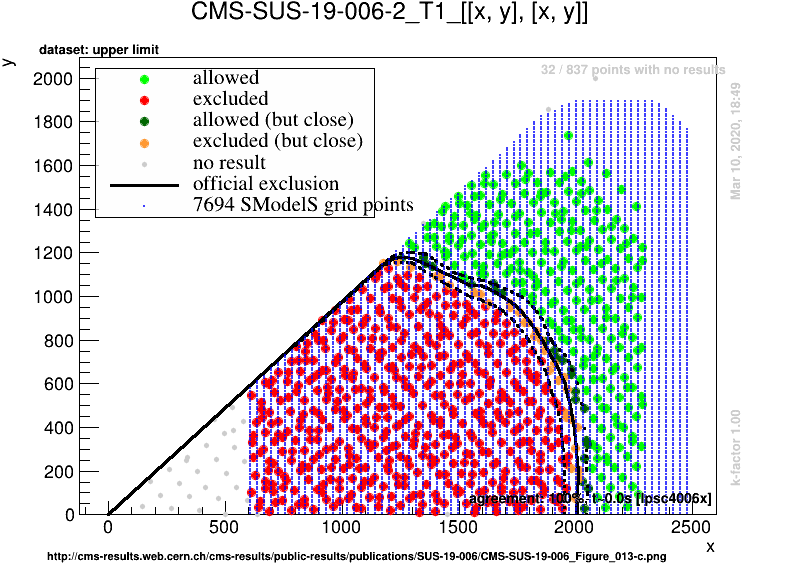 CMS-SUS-19-006-2_T1_[[x, y], [x, y]]
dataset: upper limit
y
32 / 837 points with no results
allowed
excluded
allowed (but close)
excluded (but close)
no result
official exclusion
7694 SModelS grid points
2000
1800
1600
1400
1200
1000
800
600
400
200
0
0
500
1000
1500
2000
2500
x
agreement: 100%, t~0.0s [lpsc4006x]
Mar 10, 2020, 18:49
k-factor 1.00
http://cms-results.web.cern.ch/cms-results/public-results/publications/SUS-19-006/CMS-SUS-19-006_Figure_013-c.png